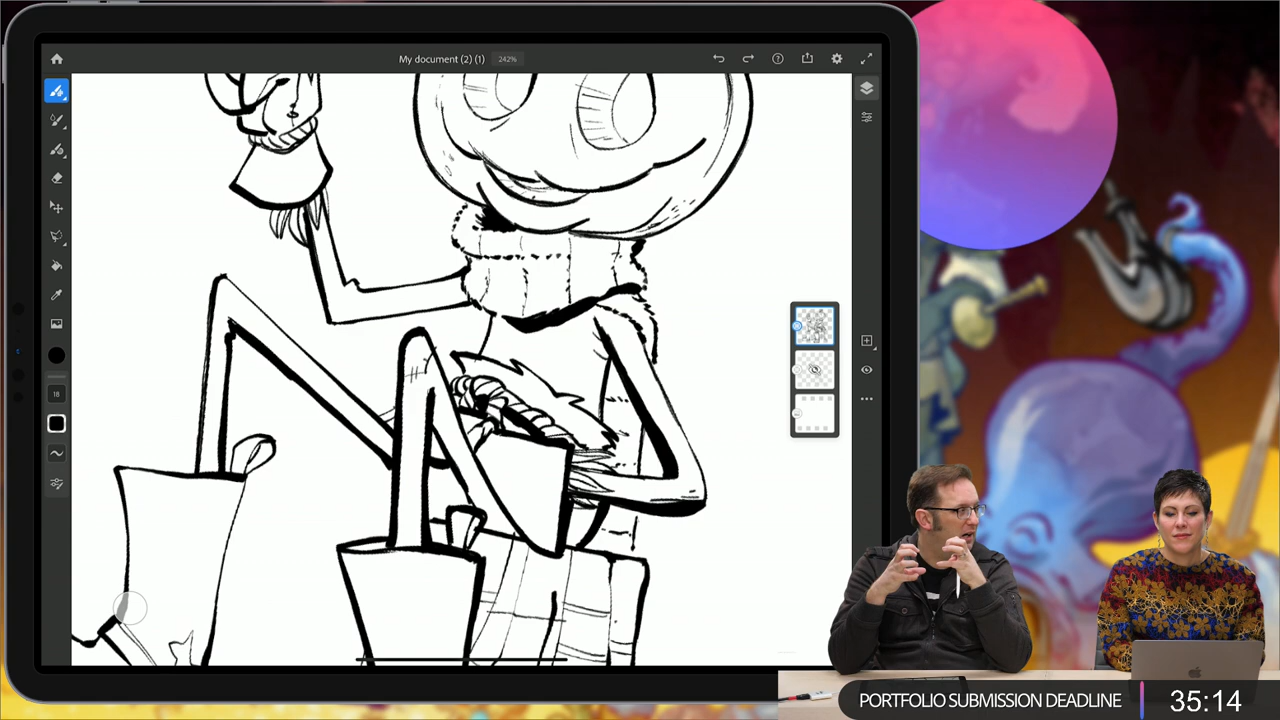 My document (2) (1) 242%
18
PORTFOLIO SUBMISSION DEADLINE 35:14